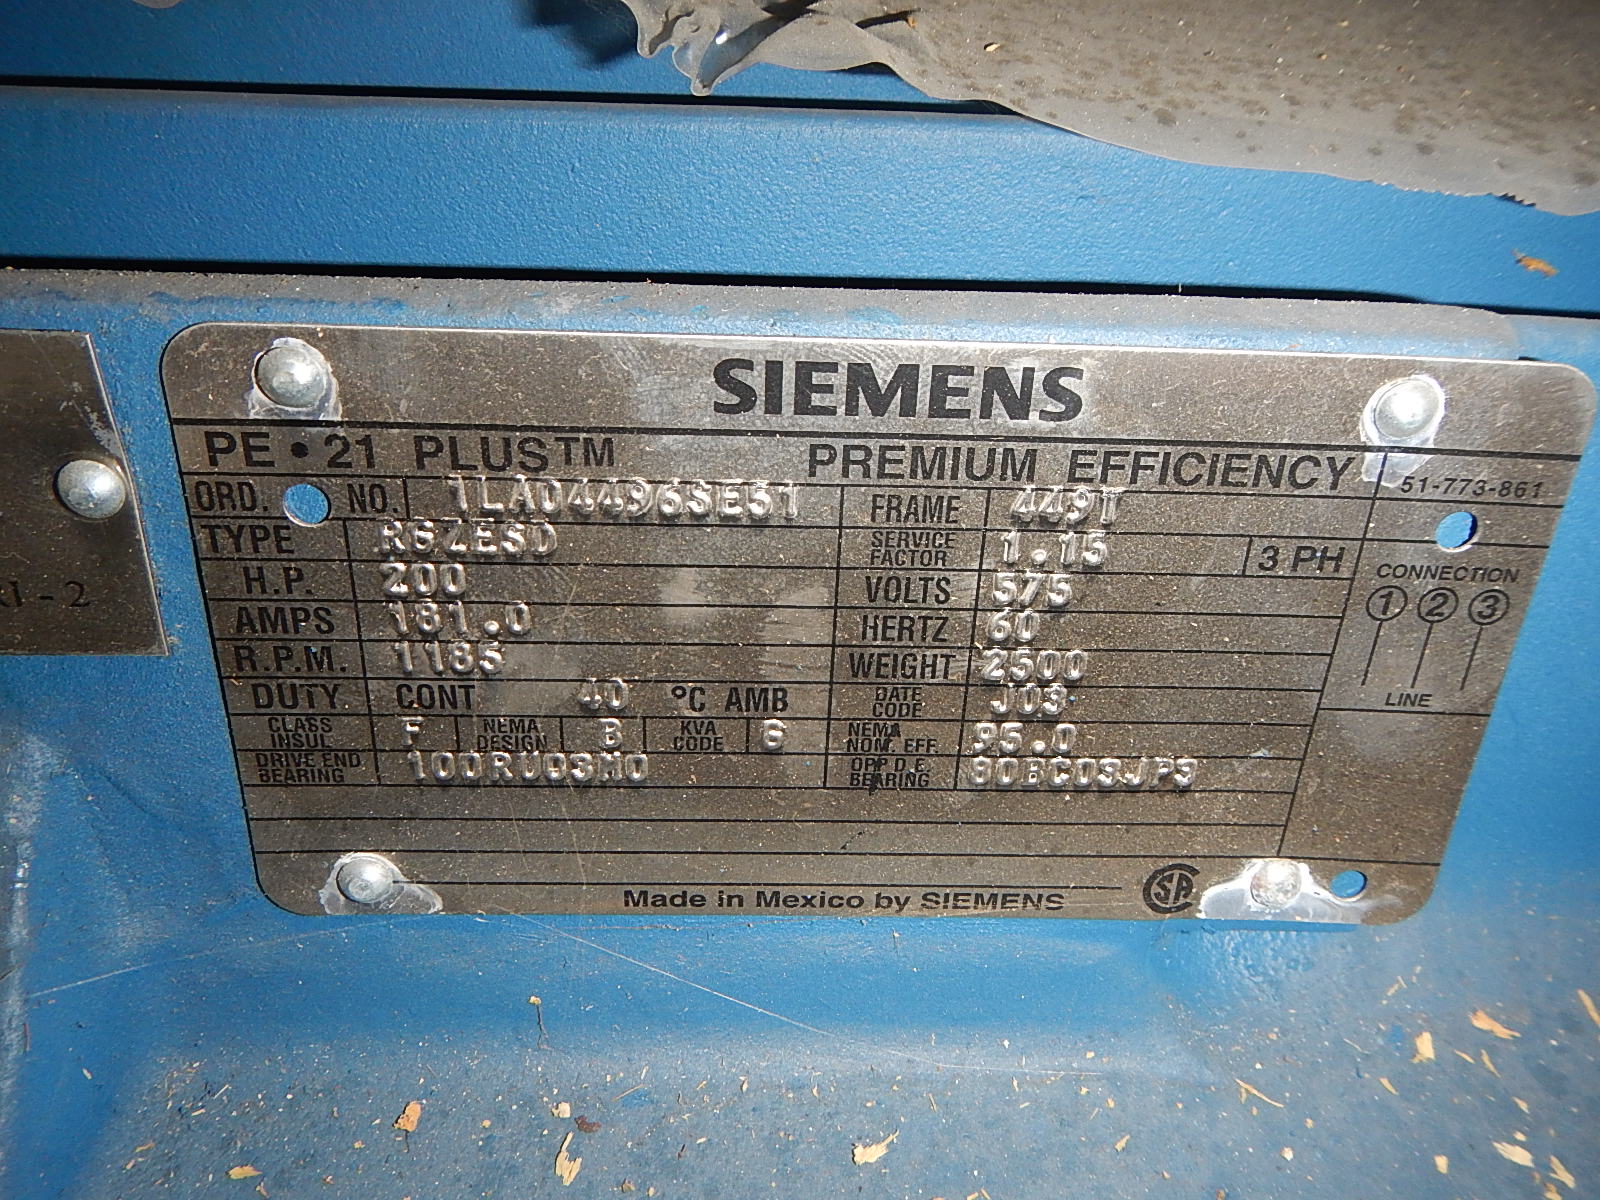 SIEMENS
PE • 21 PLUS™ PREMIUM EFFICIENCY
51-773-861
ORD. NO. 1LA04496SE51 FRAME 449T
TYPE RGZESD SERVICE FACTOR 1.15 3 PH
H.P. 200 VOLTS 575
AMPS 181.0 HERTZ 60
R.P.M. 1185 WEIGHT 2500
DUTY CONT 40 °C AMB DATE CODE J03
CLASS INSUL F NEMA DESIGN B KVA CODE G NEMA NOM. EFF. 95.0
DRIVE END BEARING 100RU03M0 OPP D.E. BEARING 80BC03JP3
CONNECTION
1 2 3
LINE
Made in Mexico by SIEMENS
SA
- 2